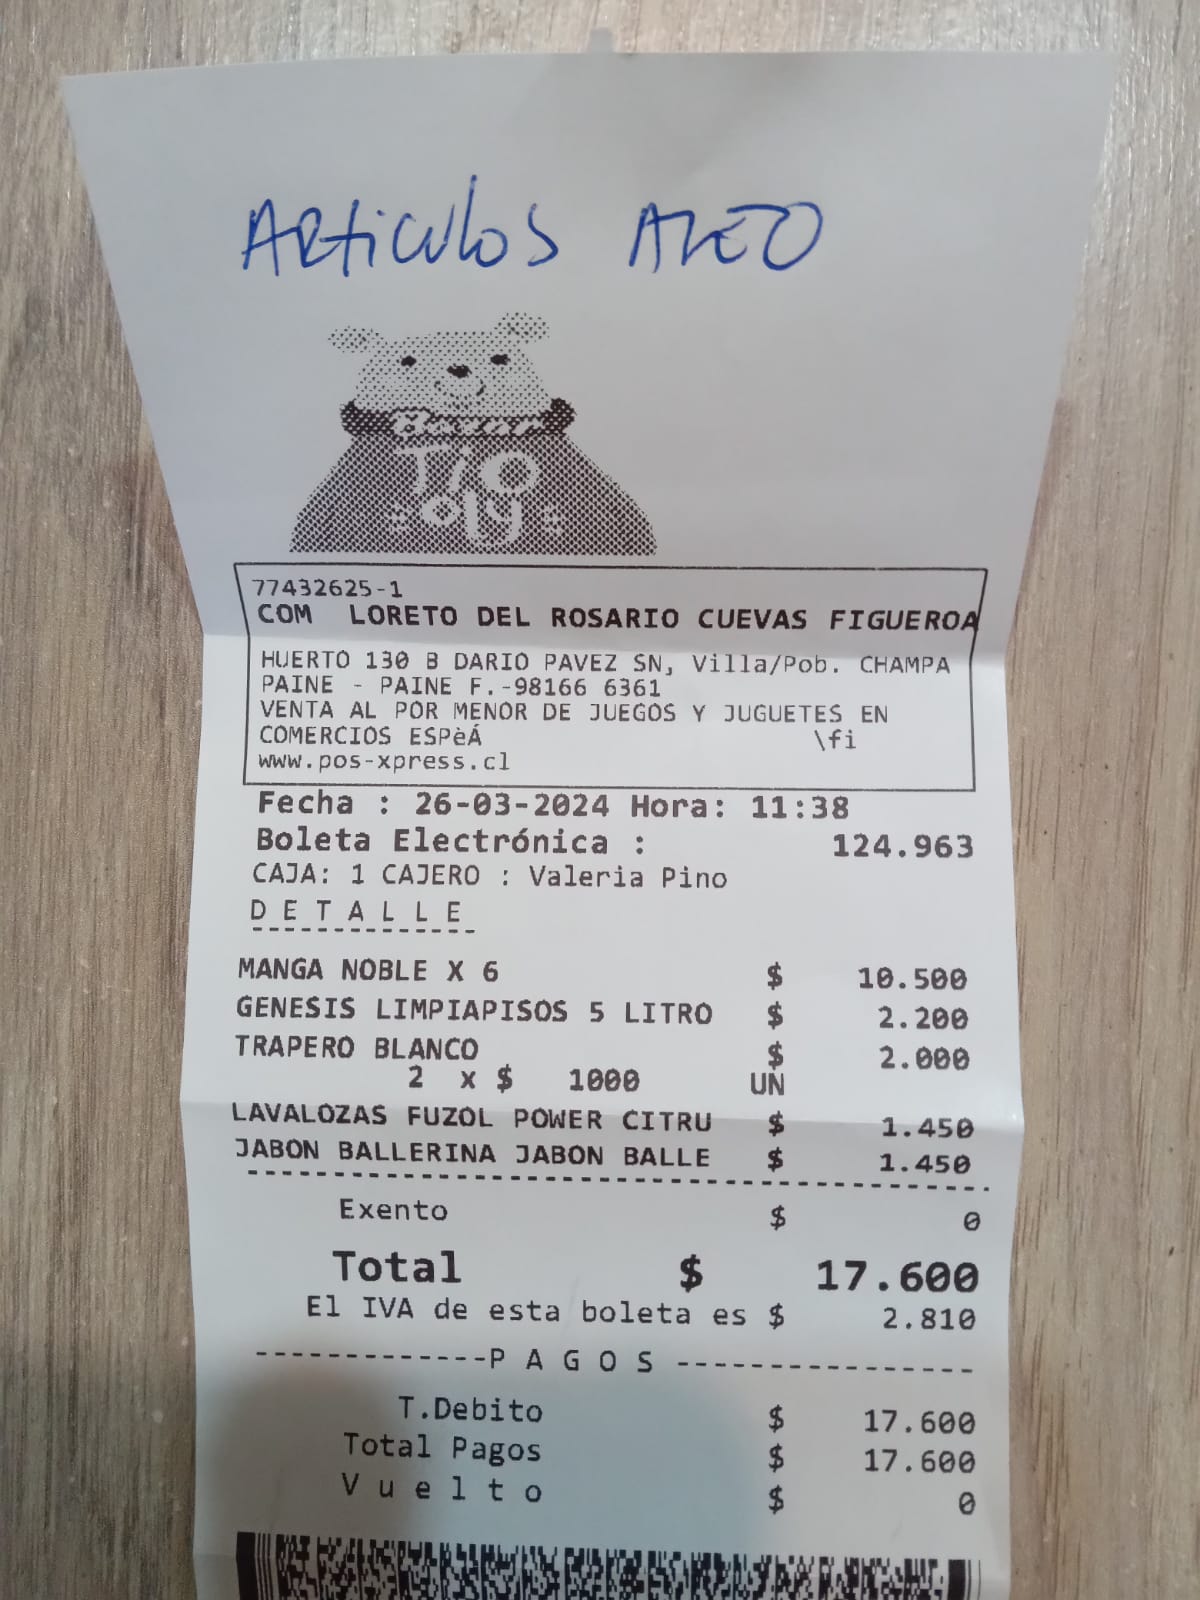 ARTICULOS ASEO
Bazar
Tio
oly
77432625-1
COM LORETO DEL ROSARIO CUEVAS FIGUEROA
HUERTO 130 B DARIO PAVEZ SN, Villa/Pob. CHAMPA
PAINE - PAINE F.-98166 6361
VENTA AL POR MENOR DE JUEGOS Y JUGUETES EN
COMERCIOS ESPèÁ \fi
www.pos-xpress.cl
Fecha : 26-03-2024 Hora: 11:38
Boleta Electrónica : 124.963
CAJA: 1 CAJERO : Valeria Pino
D E T A L L E
MANGA NOBLE X 6 $ 10.500
GENESIS LIMPIAPISOS 5 LITRO $ 2.200
TRAPERO BLANCO $ 2.000
2 x $ 1000 UN
LAVALOZAS FUZOL POWER CITRU $ 1.450
JABON BALLERINA JABON BALLE $ 1.450
Exento $ 0
Total $ 17.600
El IVA de esta boleta es $ 2.810
-------------P A G O S -----------------
T.Debito $ 17.600
Total Pagos $ 17.600
V u e l t o $ 0